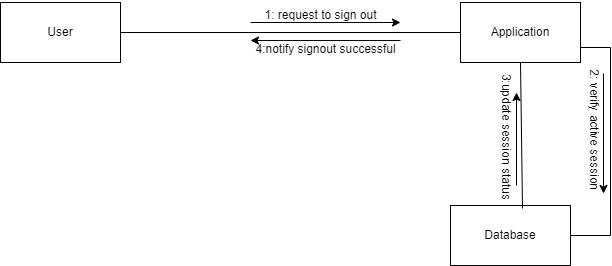 1: request to sign out
User
Application
4:notify signout successful
2: verify active session
3:update session status
Database